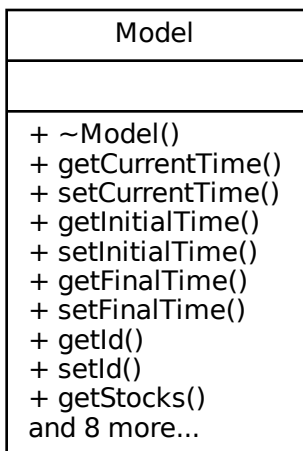 Model
+ ~Model()
+ getCurrentTime()
+ setCurrentTime()
+ getInitialTime()
+ setInitialTime()
+ getFinalTime()
+ setFinalTime()
+ getId()
+ setId()
+ getStocks()
and 8 more...